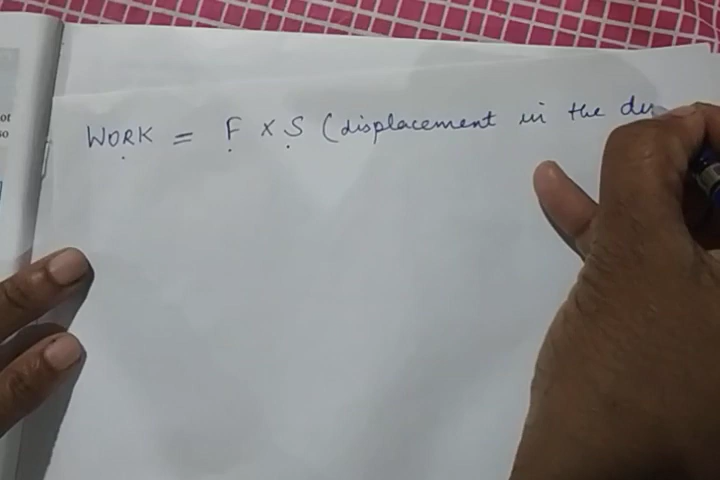 WORK = F × S (displacement in the